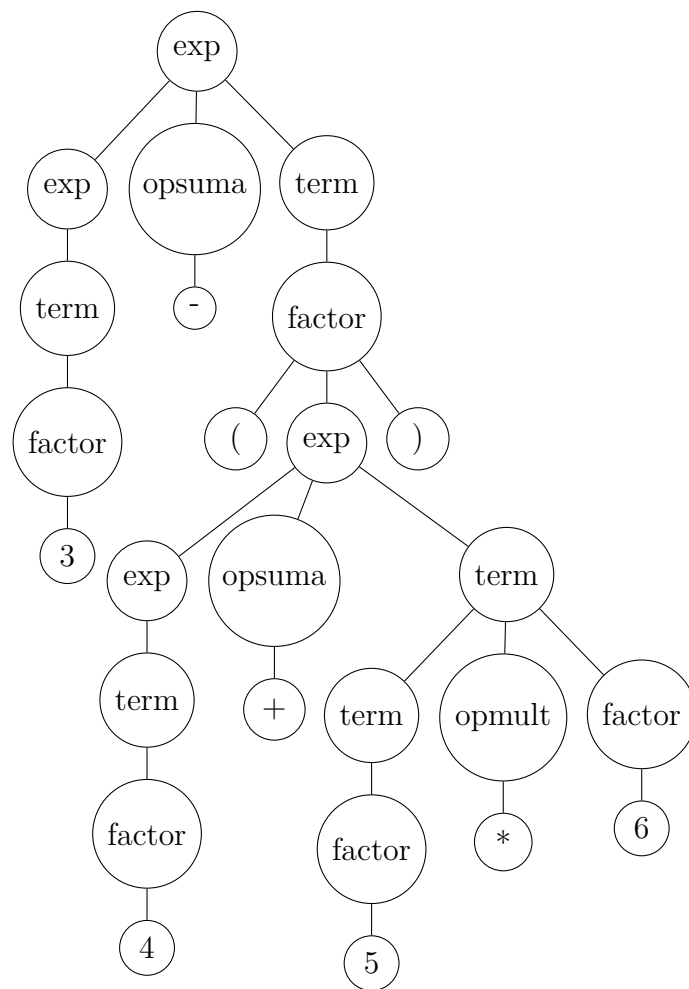 exp
exp opsuma term
term - factor
factor ( exp )
3 exp opsuma term
term + term opmult factor
factor factor * 6
4 5